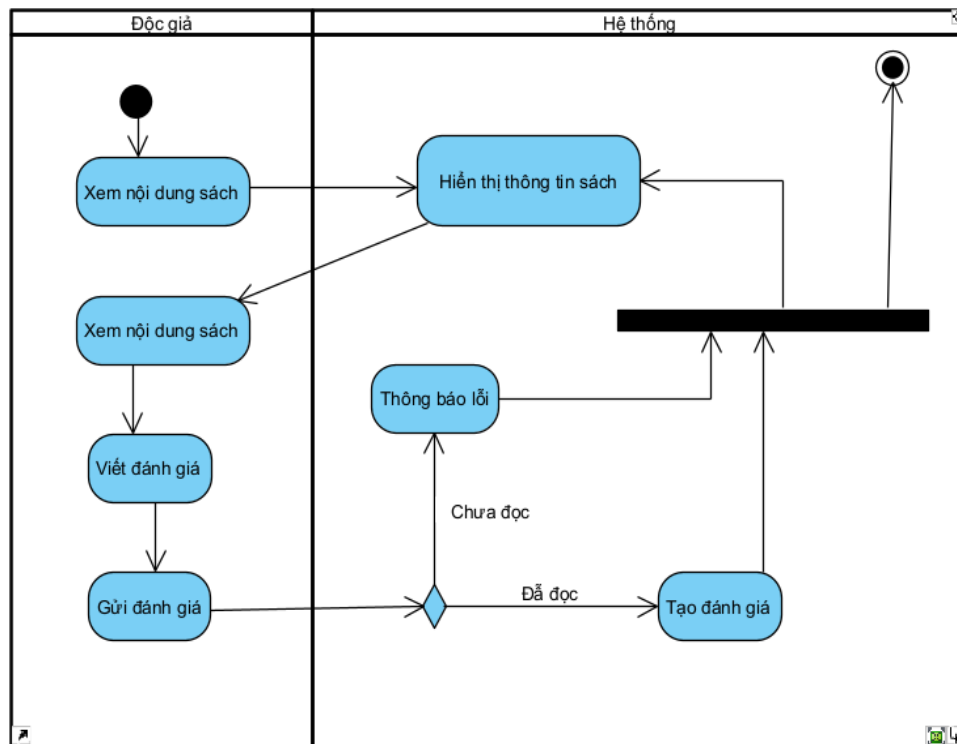 Độc giả
Hệ thống
Xem nội dung sách
Hiển thị thông tin sách
Xem nội dung sách
Thông báo lỗi
Viết đánh giá
Chưa đọc
Gửi đánh giá
Đẫ đọc
Tạo đánh giá